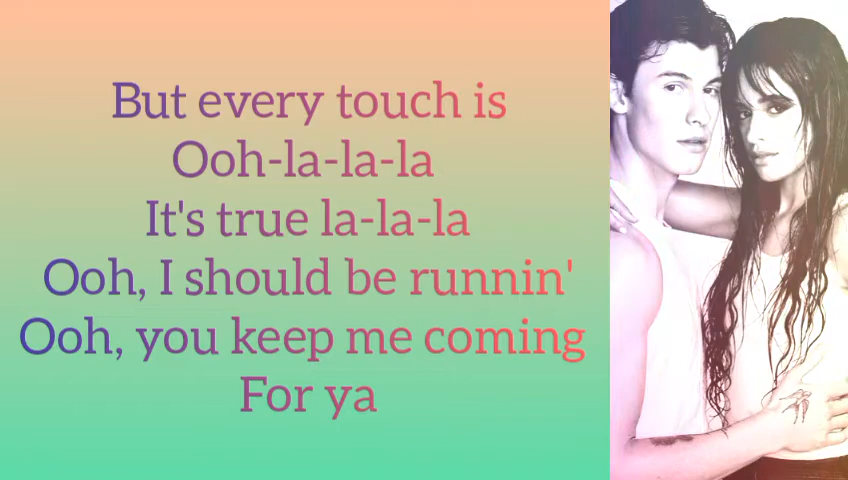 But every touch is
Ooh-la-la-la
It's true la-la-la
Ooh, I should be runnin'
Ooh, you keep me coming
For ya